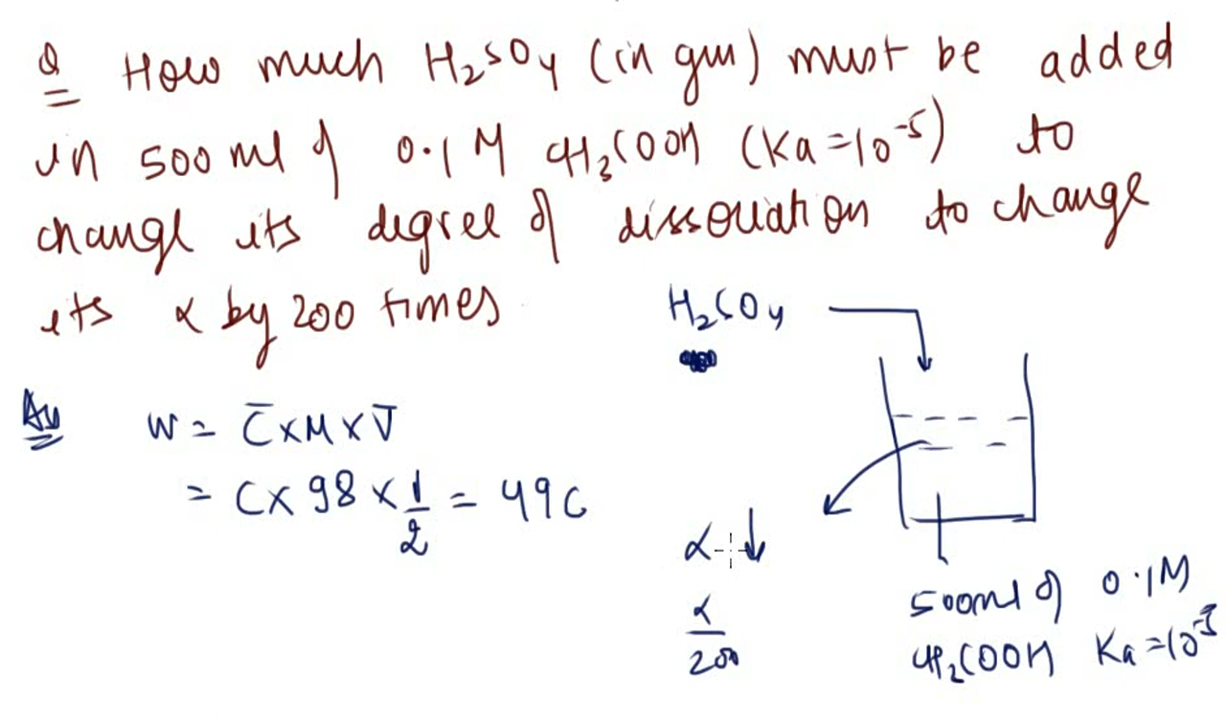 Q How much H₂SO₄ (in gm) must be added
in 500 ml of 0.1 M CH₃COOH (Ka = 10⁻⁵) to
change its degree of dissociation to change
its α by 200 times
H₂SO₄
Ans W = C × M × V
= C × 98 × 1/2 = 49C
α ↓
α/200
500ml of 0.1M
CH₃COOH Ka = 10⁻⁵